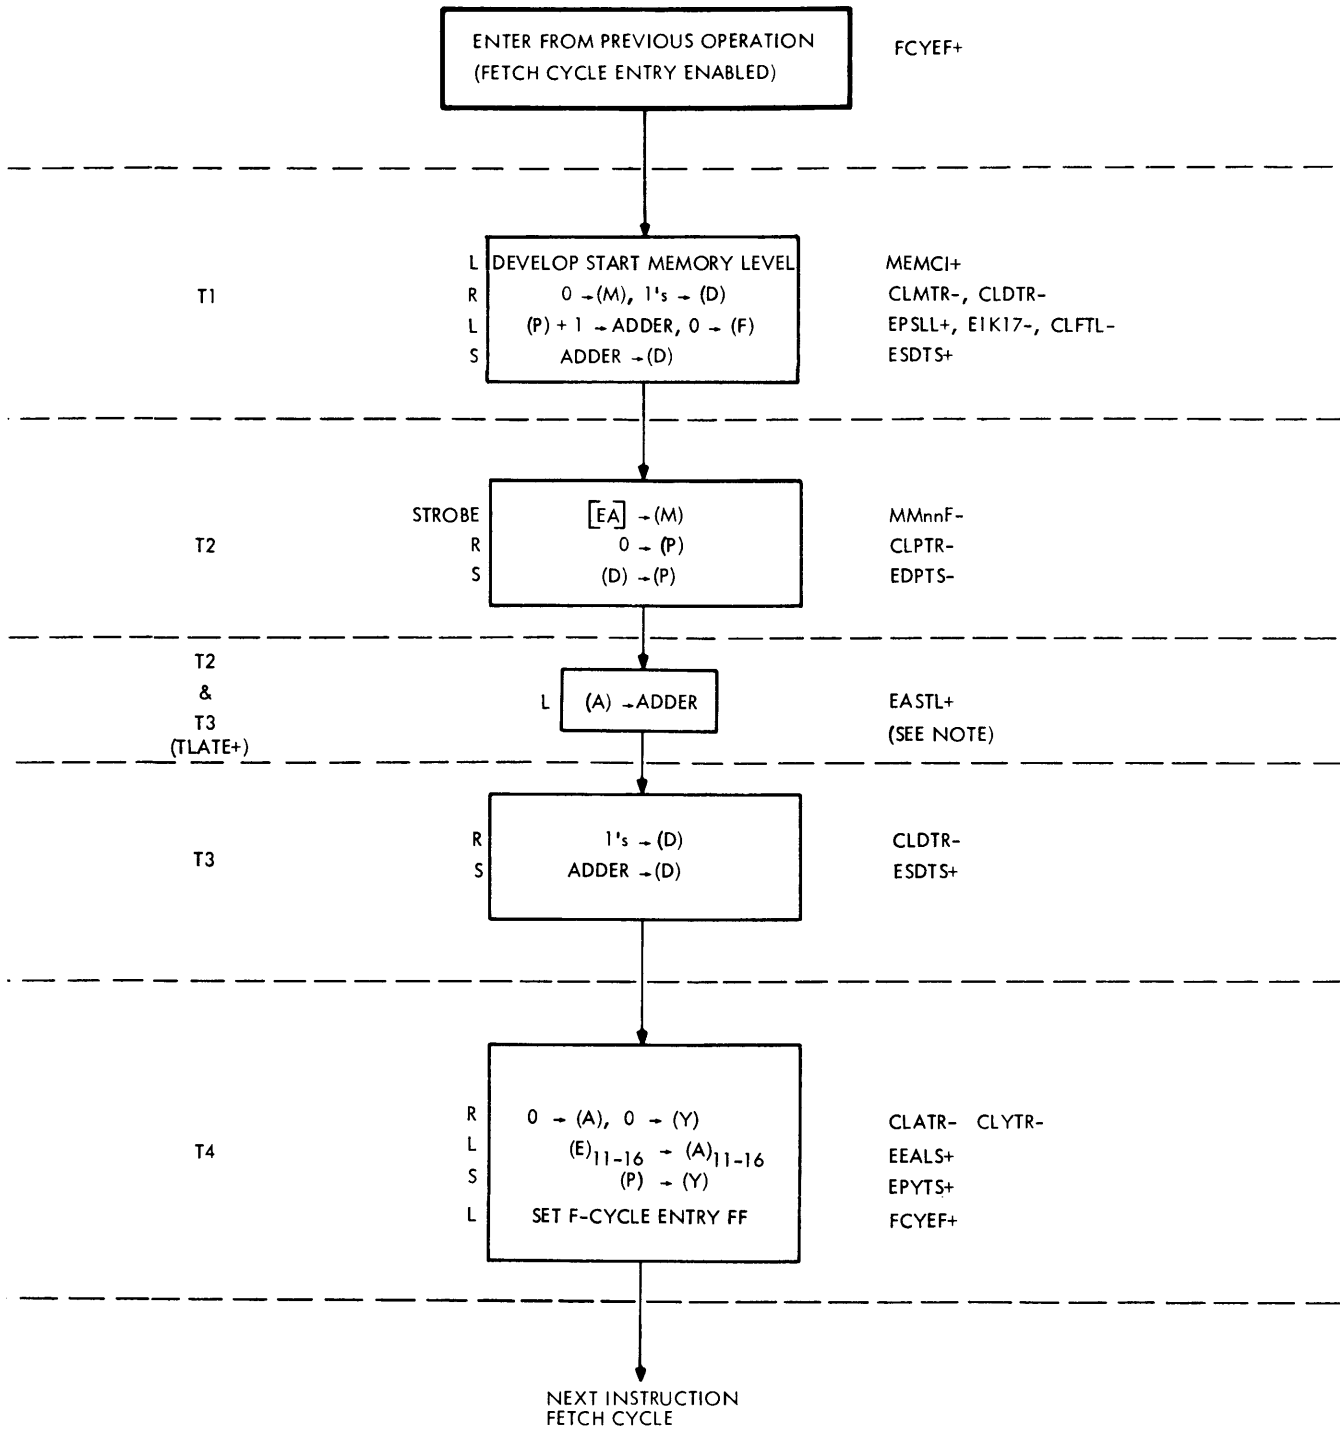 ENTER FROM PREVIOUS OPERATION
(FETCH CYCLE ENTRY ENABLED)
FCYEF+
T1
L DEVELOP START MEMORY LEVEL MEMCI+
R 0 → (M), 1's → (D) CLMTR-, CLDTR-
L (P) + 1 → ADDER, 0 → (F) EPSLL+, E1K17-, CLFTL-
S ADDER → (D) ESDTS+
T2
STROBE [EA] → (M) MMnnF-
R 0 → (P) CLPTR-
S (D) → (P) EDPTS-
T2
&
T3
(TLATE+)
L (A) → ADDER EASTL+
(SEE NOTE)
T3
R 1's → (D) CLDTR-
S ADDER → (D) ESDTS+
T4
R 0 → (A), 0 → (Y) CLATR- CLYTR-
L (E)11-16 → (A)11-16 EEALS+
S (P) → (Y) EPYTS+
L SET F-CYCLE ENTRY FF FCYEF+
NEXT INSTRUCTION
FETCH CYCLE